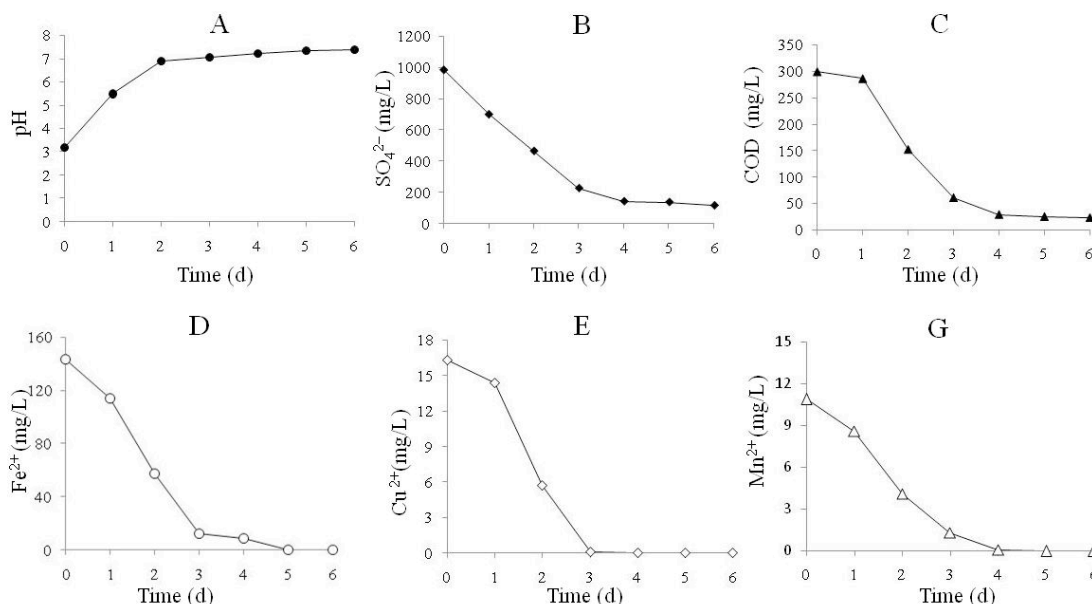 A
pH
8
7
6
5
4
3
2
1
0
0 1 2 3 4 5 6
Time (d)
B
SO₄²⁻ (mg/L)
1200
1000
800
600
400
200
0
0 1 2 3 4 5 6
Time (d)
C
COD (mg/L)
350
300
250
200
150
100
50
0
0 1 2 3 4 5 6
Time (d)
D
Fe²⁺ (mg/L)
160
120
80
40
0
0 1 2 3 4 5 6
Time (d)
E
Cu²⁺ (mg/L)
18
15
12
9
6
3
0
0 1 2 3 4 5 6
Time (d)
G
Mn²⁺ (mg/L)
15
12
9
6
3
0
0 1 2 3 4 5 6
Time (d)